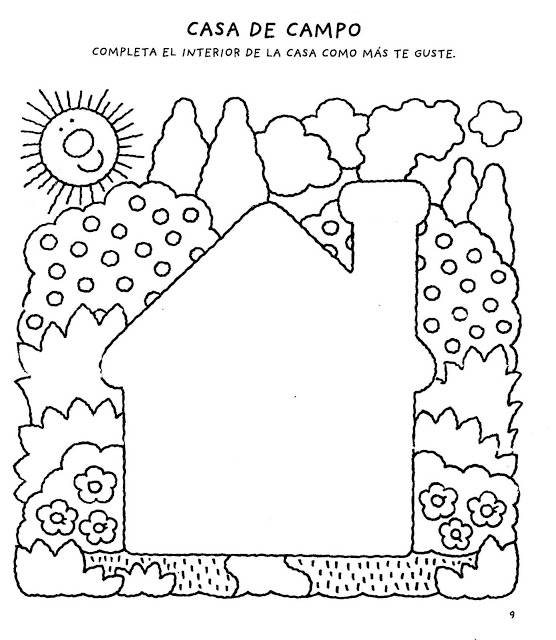 CASA DE CAMPO
COMPLETA EL INTERIOR DE LA CASA COMO MÁS TE GUSTE.
9